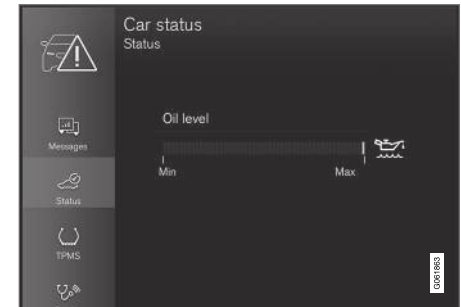 Car status
Status
Messages
Status
TPMS
Oil level
Min Max
G061863